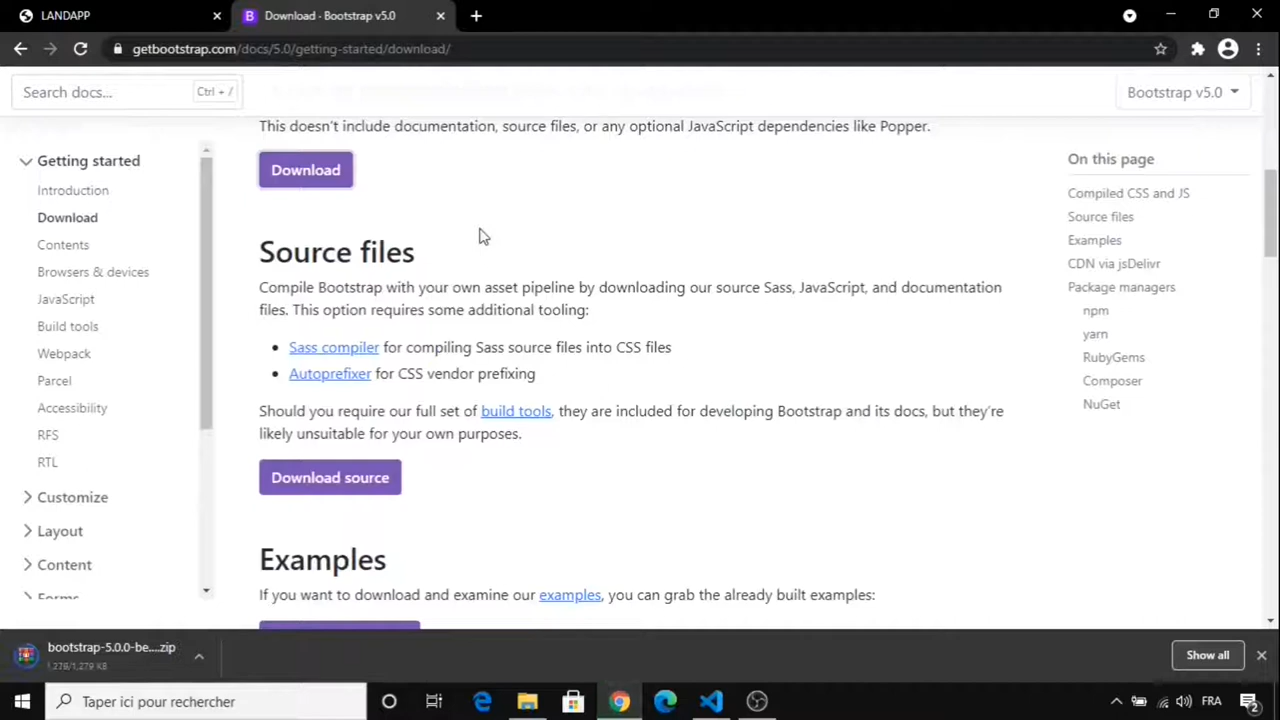 LANDAPP
Download · Bootstrap v5.0
getbootstrap.com/docs/5.0/getting-started/download/
Search docs...
Ctrl + /
Bootstrap v5.0
This doesn't include documentation, source files, or any optional JavaScript dependencies like Popper.
Download
Source files
Compile Bootstrap with your own asset pipeline by downloading our source Sass, JavaScript, and documentation
files. This option requires some additional tooling:
Sass compiler for compiling Sass source files into CSS files
Autoprefixer for CSS vendor prefixing
Should you require our full set of build tools, they are included for developing Bootstrap and its docs, but they're
likely unsuitable for your own purposes.
Download source
Examples
If you want to download and examine our examples, you can grab the already built examples:
Getting started
Introduction
Download
Contents
Browsers & devices
JavaScript
Build tools
Webpack
Parcel
Accessibility
RFS
RTL
Customize
Layout
Content
Forms
On this page
Compiled CSS and JS
Source files
Examples
CDN via jsDelivr
Package managers
npm
yarn
RubyGems
Composer
NuGet
bootstrap-5.0.0-be....zip
Show all
Taper ici pour rechercher
FRA
2